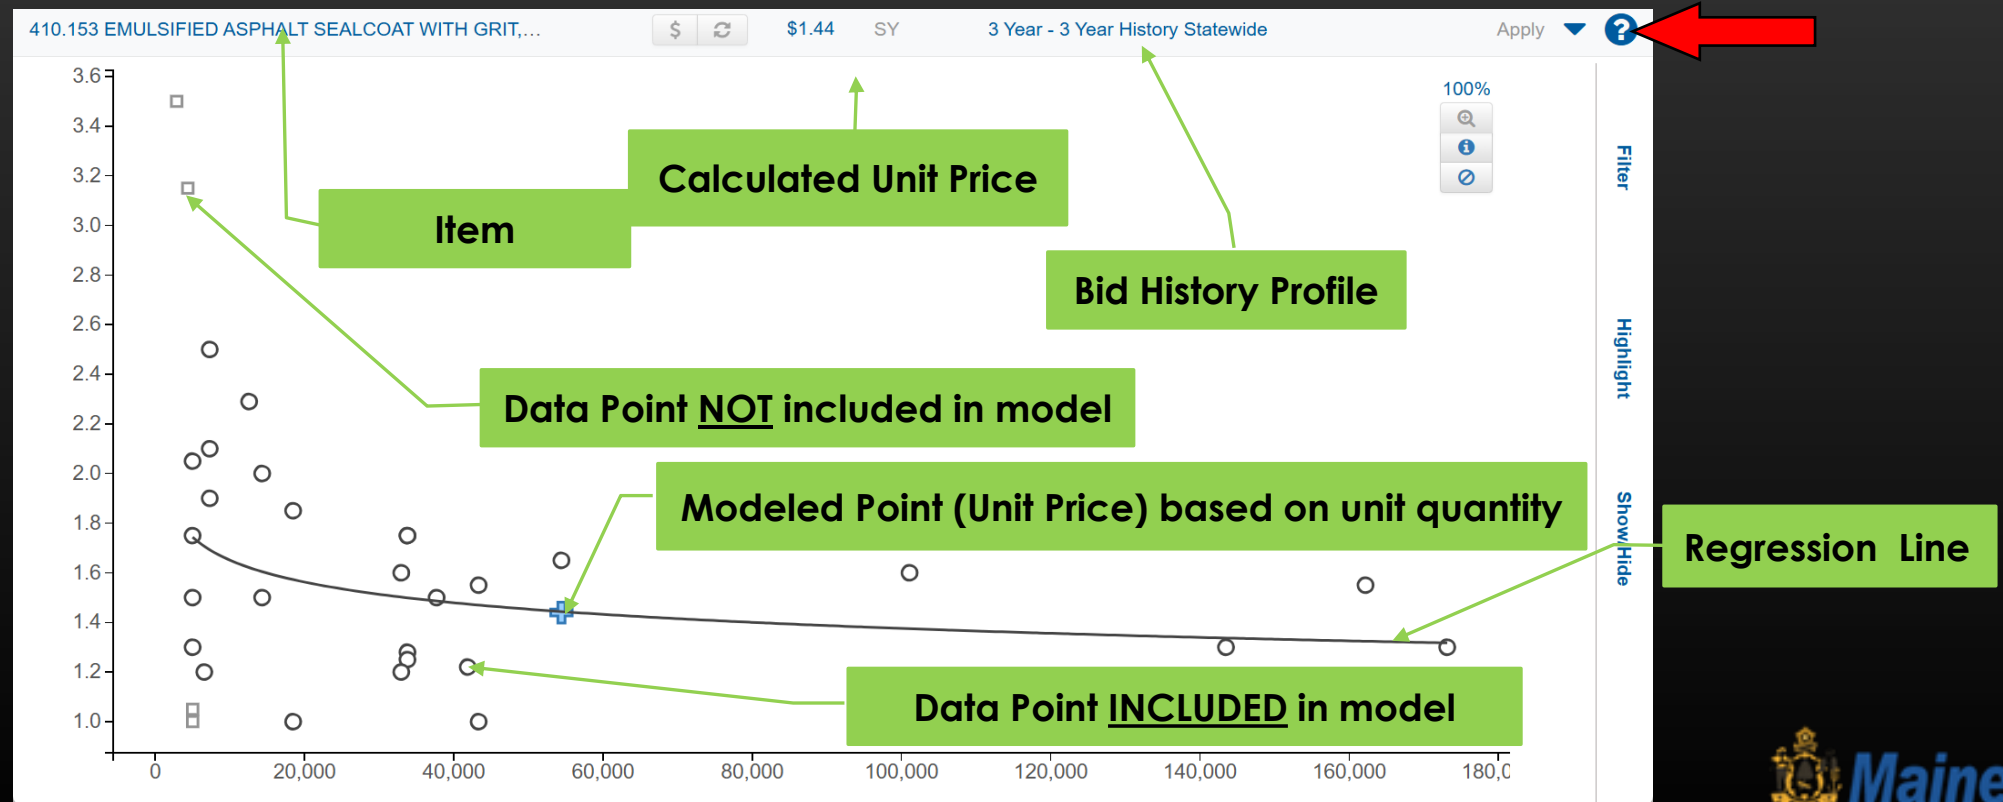 410.153 EMULSIFIED ASPHALT SEALCOAT WITH GRIT,... $ $1.44 SY 3 Year - 3 Year History Statewide Apply ?
3.6
3.4
3.2
3.0
2.8
2.6
2.4
2.2
2.0
1.8
1.6
1.4
1.2
1.0
100%
Calculated Unit Price
Item
Bid History Profile
Data Point NOT included in model
Modeled Point (Unit Price) based on unit quantity
Regression Line
Data Point INCLUDED in model
Filter
Highlight
Show/Hide
0 20,000 40,000 60,000 80,000 100,000 120,000 140,000 160,000 180,0
Maine